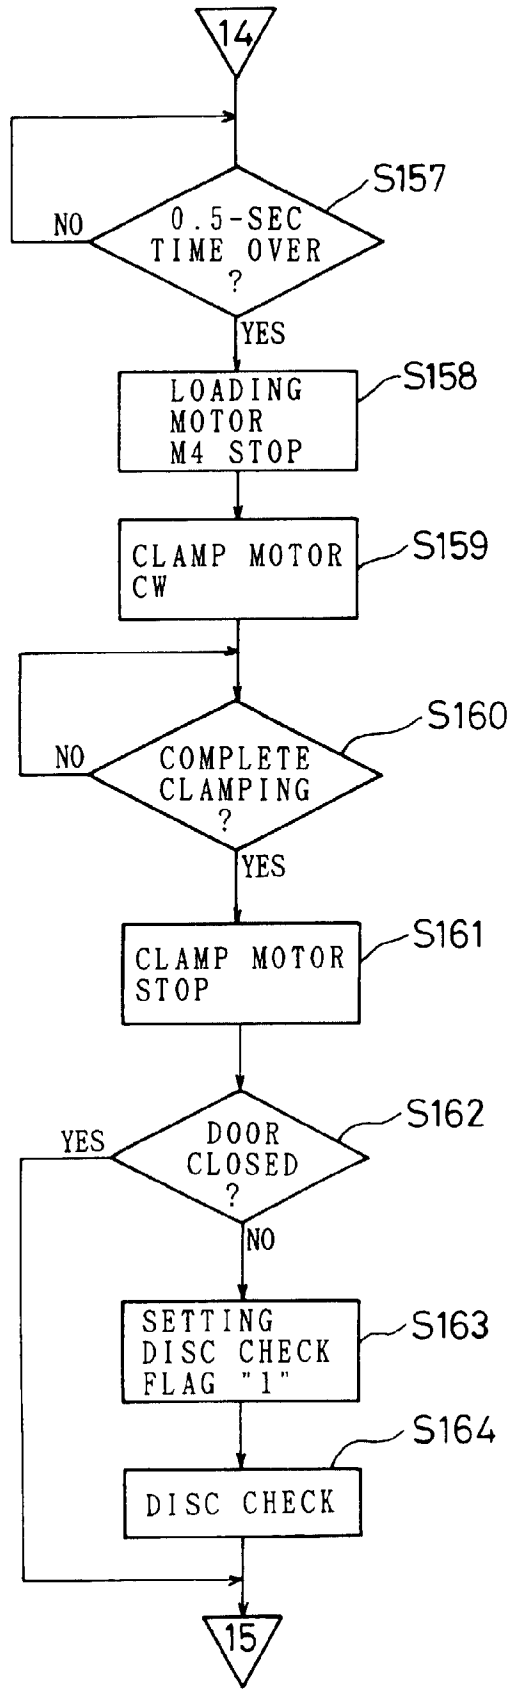 14
S157
0.5-SEC
TIME OVER
?
NO
YES
S158
LOADING
MOTOR
M4 STOP
S159
CLAMP MOTOR
CW
S160
COMPLETE
CLAMPING
?
NO
YES
S161
CLAMP MOTOR
STOP
S162
DOOR
CLOSED
?
YES
NO
S163
SETTING
DISC CHECK
FLAG "1"
S164
DISC CHECK
15